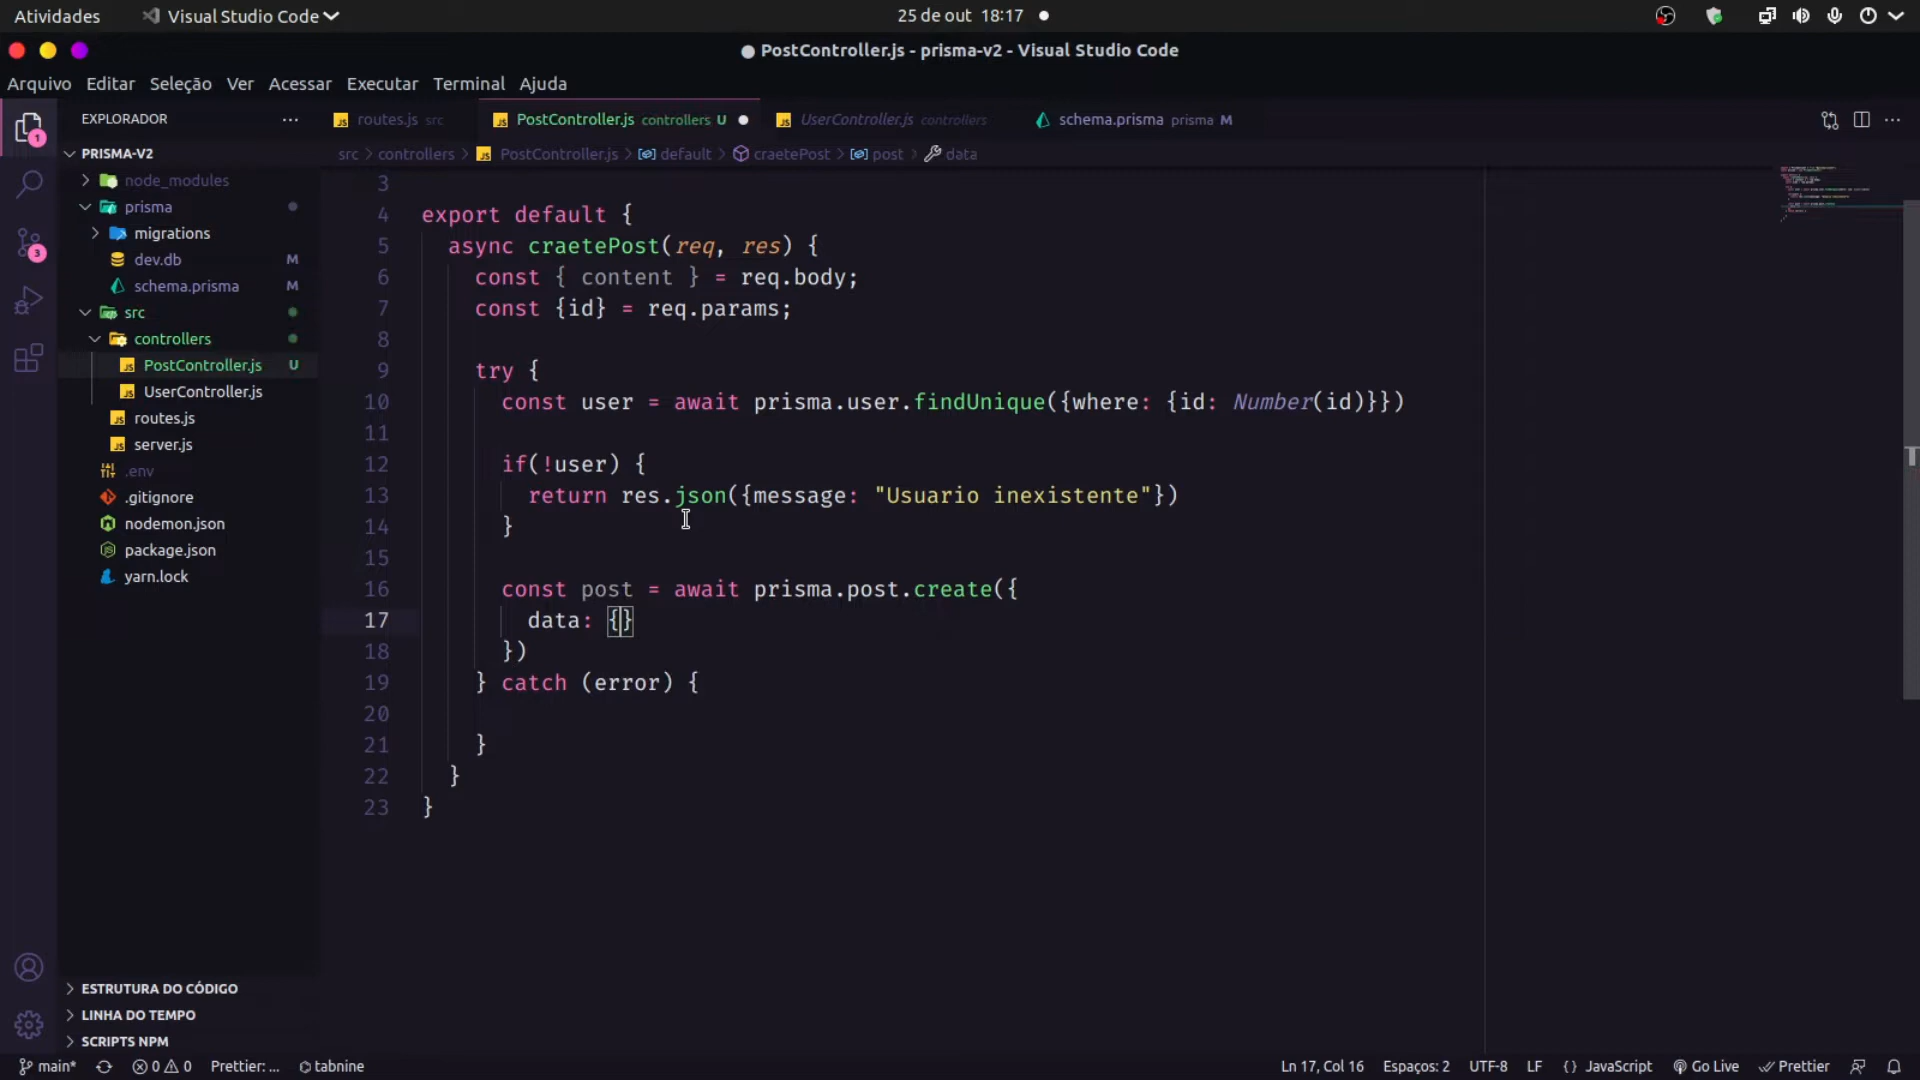 Atividades
Visual Studio Code
25 de out 18:17
PostController.js - prisma-v2 - Visual Studio Code
Arquivo Editar Seleção Ver Acessar Executar Terminal Ajuda
EXPLORADOR
routes.js src
PostController.js controllers U
UserController.js controllers
schema.prisma prisma M
PRISMA-V2
src > controllers > PostController.js > default > craetePost > post > data
node_modules
prisma
migrations
dev.db M
schema.prisma M
src
controllers
PostController.js U
UserController.js
routes.js
server.js
.env
.gitignore
nodemon.json
package.json
yarn.lock
1
3
3
4 export default {
5 async craetePost(req, res) {
6 const { content } = req.body;
7 const {id} = req.params;
8
9 try {
10 const user = await prisma.user.findUnique({where: {id: Number(id)}})
11
12 if(!user) {
13 return res.json({message: "Usuario inexistente"})
14 }
15
16 const post = await prisma.post.create({
17 data: {}
18 })
19 } catch (error) {
20
21 }
22 }
23 }
ESTRUTURA DO CÓDIGO
LINHA DO TEMPO
SCRIPTS NPM
main* 0 0 Prettier: ... tabnine
Ln 17, Col 16 Espaços: 2 UTF-8 LF {} JavaScript Go Live Prettier